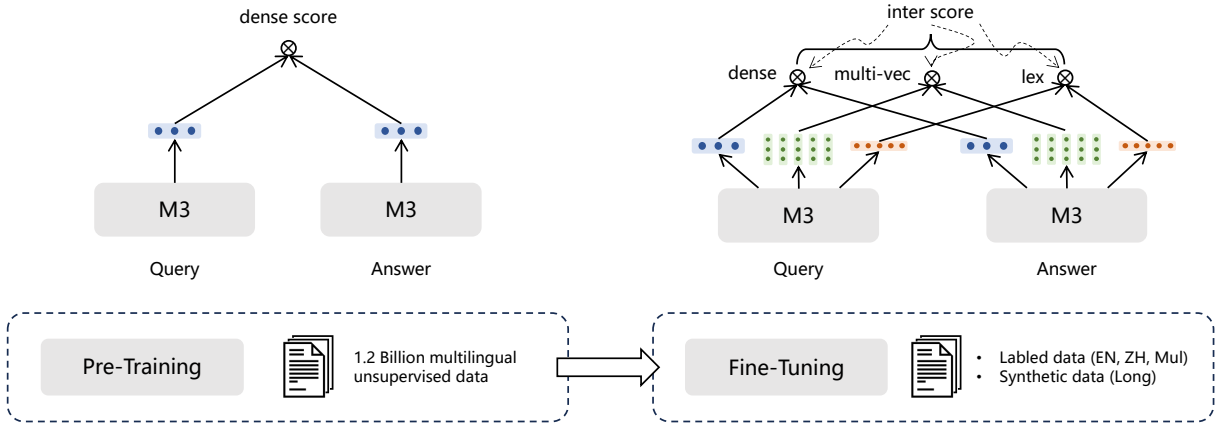 dense score
M3
M3
Query
Answer
inter score
dense
multi-vec
lex
M3
M3
Query
Answer
Pre-Training
1.2 Billion multilingual
unsupervised data
Fine-Tuning
• Labled data (EN, ZH, Mul)
• Synthetic data (Long)